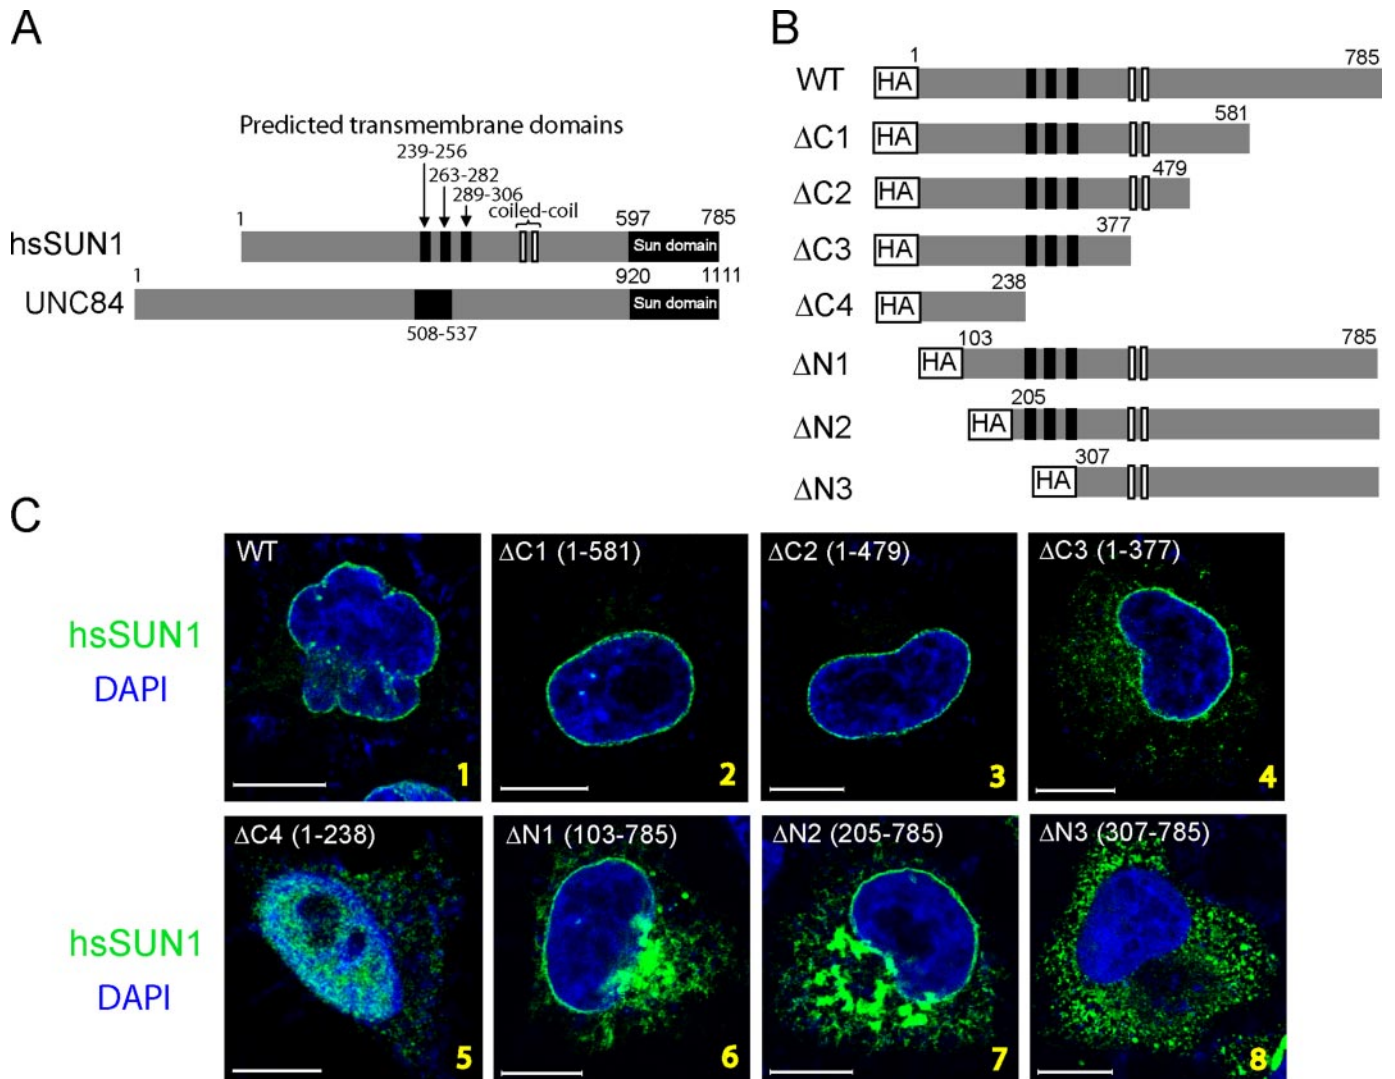 A
Predicted transmembrane domains
239-256
263-282
289-306
coiled-coil
1
597
785
hsSUN1
Sun domain
1
920
1111
UNC84
Sun domain
508-537
B
1
785
WT
HA
581
ΔC1
HA
479
ΔC2
HA
377
ΔC3
HA
238
ΔC4
HA
103
785
ΔN1
HA
205
ΔN2
HA
307
ΔN3
HA
C
hsSUN1
DAPI
WT
1
ΔC1 (1-581)
2
ΔC2 (1-479)
3
ΔC3 (1-377)
4
hsSUN1
DAPI
ΔC4 (1-238)
5
ΔN1 (103-785)
6
ΔN2 (205-785)
7
ΔN3 (307-785)
8